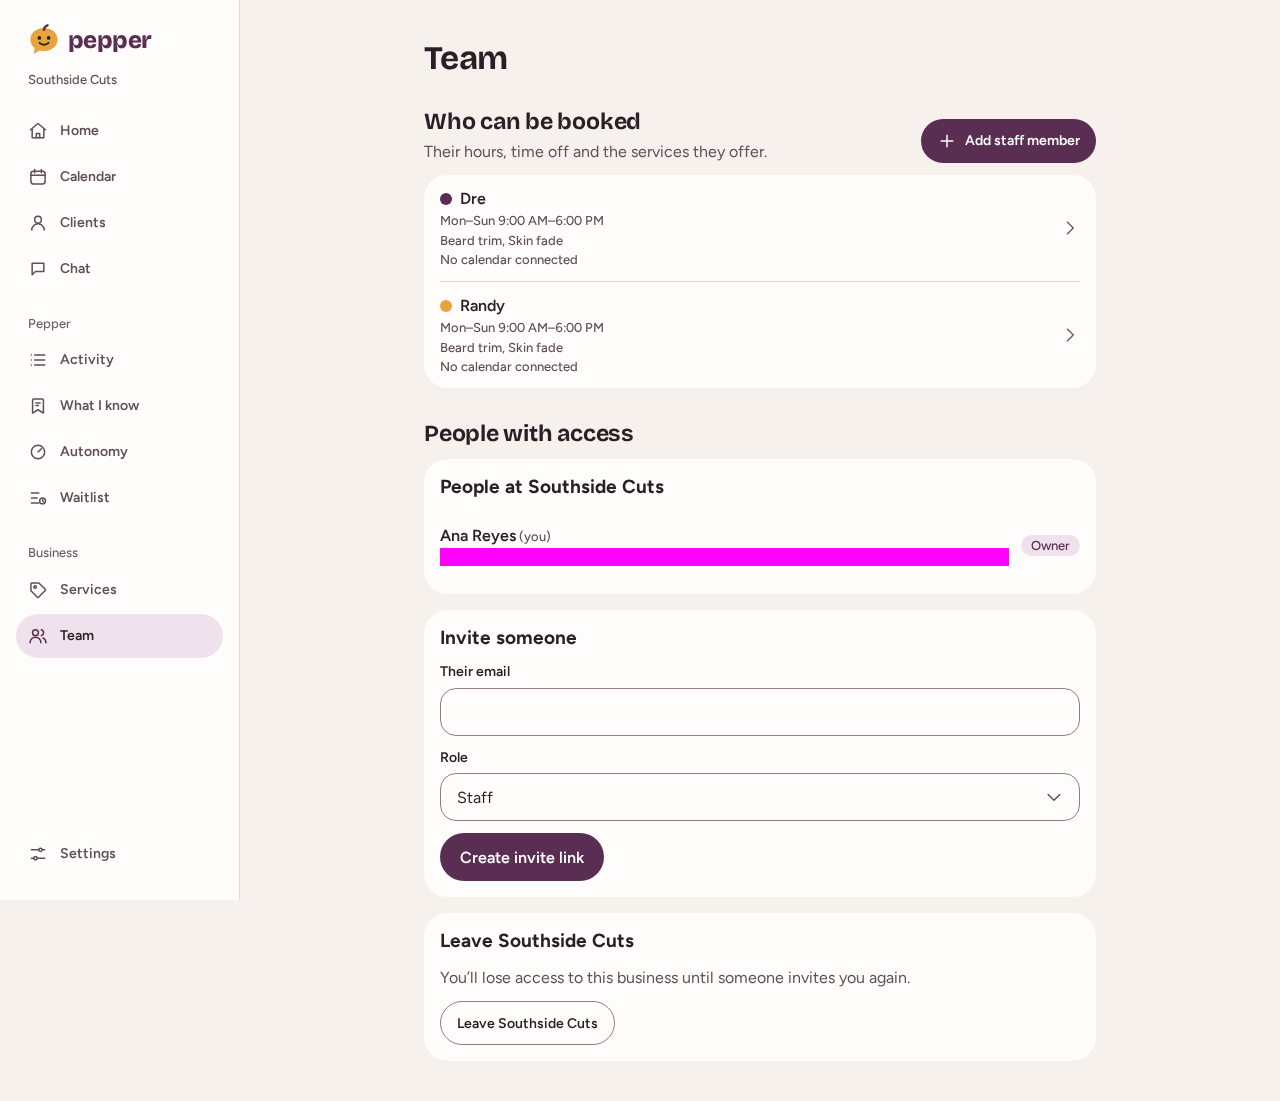 pepper
Southside Cuts
Home
Calendar
Clients
Chat
Pepper
Activity
What I know
Autonomy
Waitlist
Business
Services
Team
Settings
Team
Who can be booked
Their hours, time off and the services they offer.
Add staff member
Dre
Mon–Sun 9:00 AM–6:00 PM
Beard trim, Skin fade
No calendar connected
Randy
Mon–Sun 9:00 AM–6:00 PM
Beard trim, Skin fade
No calendar connected
People with access
People at Southside Cuts
Ana Reyes (you)
Owner
Invite someone
Their email
Role
Staff
Create invite link
Leave Southside Cuts
You’ll lose access to this business until someone invites you again.
Leave Southside Cuts